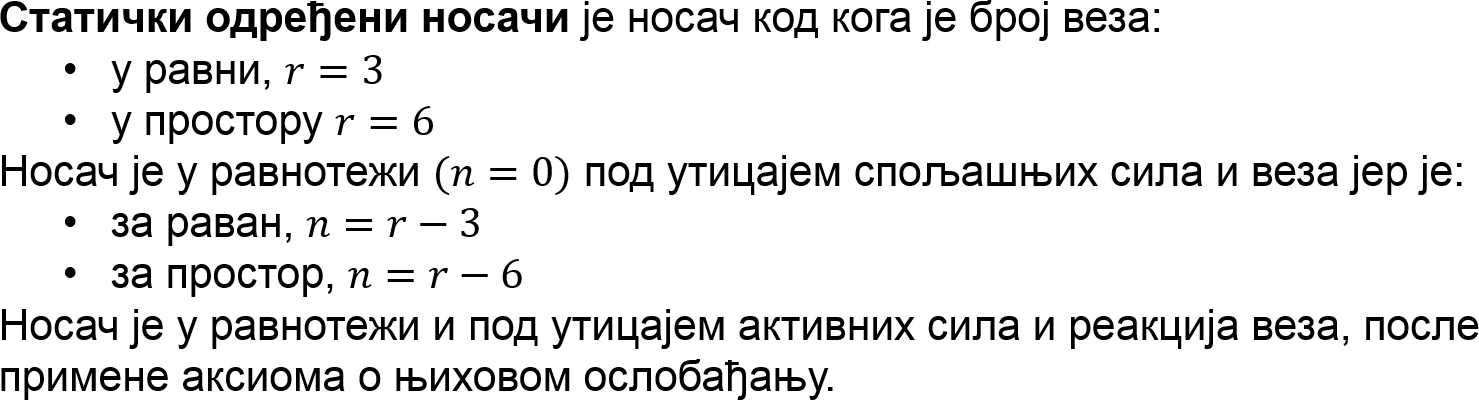 Статички одређени носачи је носач код кога је број веза:
• у равни, r = 3
• у простору r = 6
Носач је у равнотежи (n = 0) под утицајем спољашњих сила и веза јер је:
• за раван, n = r − 3
• за простор, n = r − 6
Носач је у равнотежи и под утицајем активних сила и реакција веза, после
примене аксиома о њиховом ослобађању.